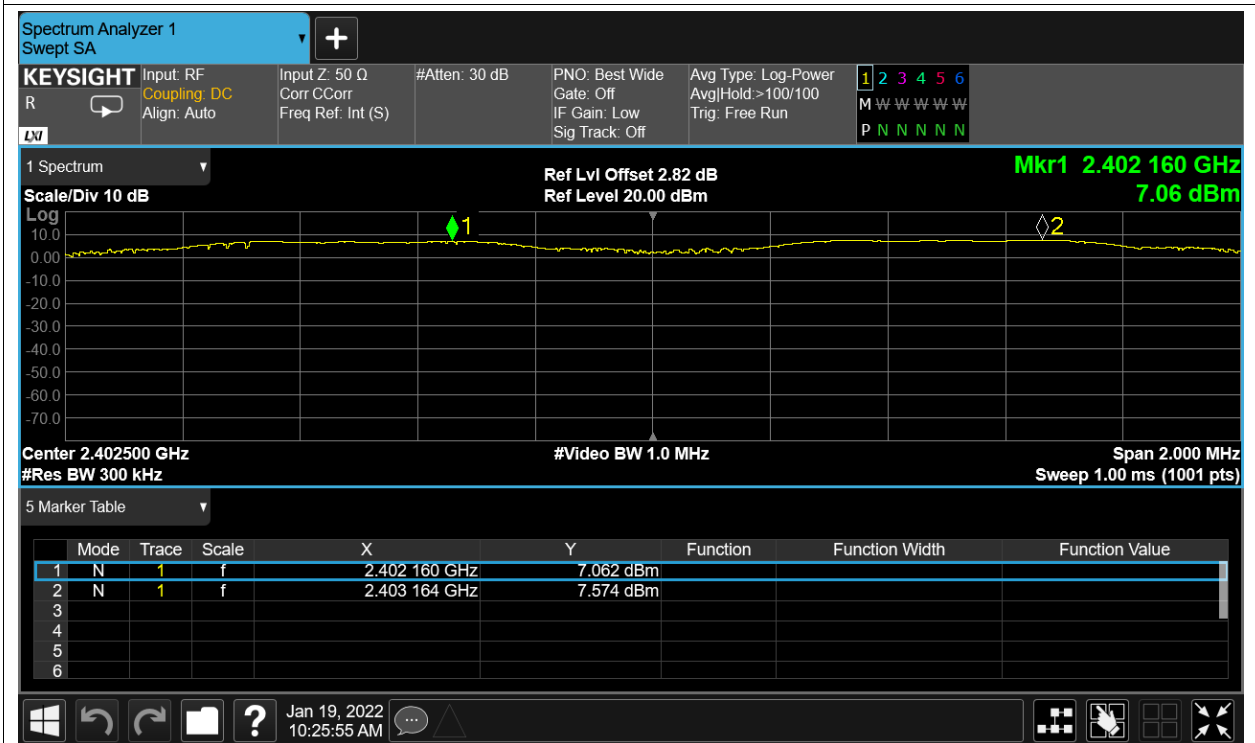 Spectrum Analyzer 1
Swept SA
KEYSIGHT
R
LXI
Input: RF
Coupling: DC
Align: Auto
Input Z: 50 Ω
Corr CCorr
Freq Ref: Int (S)
#Atten: 30 dB
PNO: Best Wide
Gate: Off
IF Gain: Low
Sig Track: Off
Avg Type: Log-Power
Avg|Hold:>100/100
Trig: Free Run
1 2 3 4 5 6
M W W W W W
P N N N N N
1 Spectrum
Scale/Div 10 dB
Ref Lvl Offset 2.82 dB
Ref Level 20.00 dBm
Mkr1 2.402 160 GHz
7.06 dBm
Log
10.0
0.00
-10.0
-20.0
-30.0
-40.0
-50.0
-60.0
-70.0
1
2
Center 2.402500 GHz
#Res BW 300 kHz
#Video BW 1.0 MHz
Span 2.000 MHz
Sweep 1.00 ms (1001 pts)
5 Marker Table
Mode Trace Scale X Y Function Function Width Function Value
1 N 1 f 2.402 160 GHz 7.062 dBm
2 N 1 f 2.403 164 GHz 7.574 dBm
3
4
5
6
?
Jan 19, 2022
10:25:55 AM